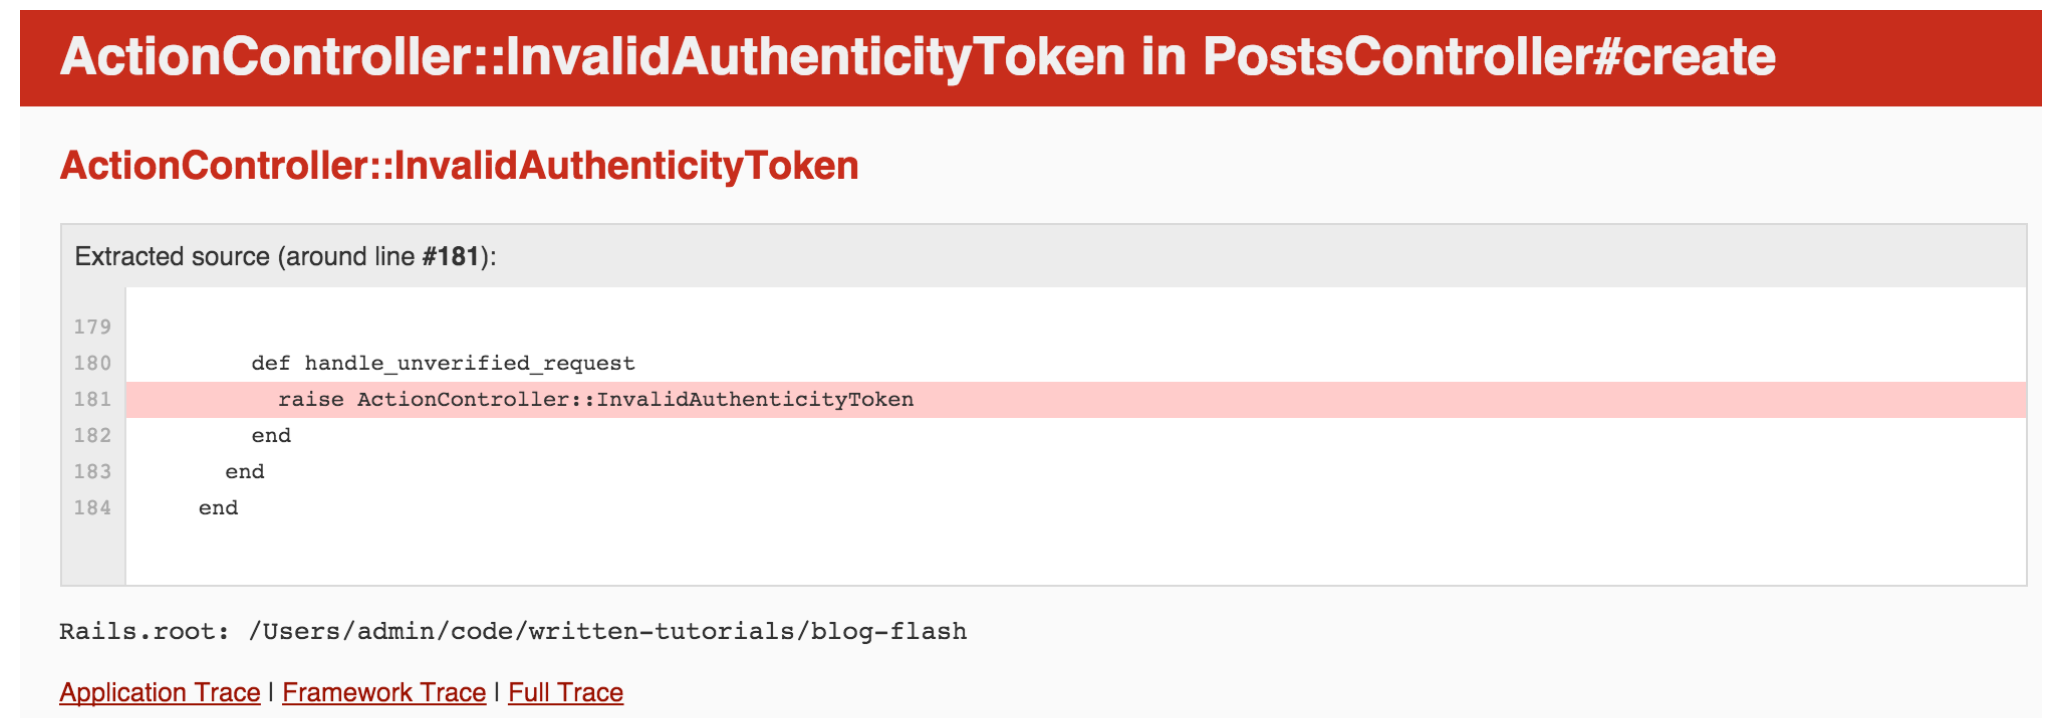 ActionController::InvalidAuthenticityToken in PostsController#create
ActionController::InvalidAuthenticityToken
Extracted source (around line #181):
179
180 def handle_unverified_request
181 raise ActionController::InvalidAuthenticityToken
182 end
183 end
184 end
Rails.root: /Users/admin/code/written-tutorials/blog-flash
Application Trace | Framework Trace | Full Trace